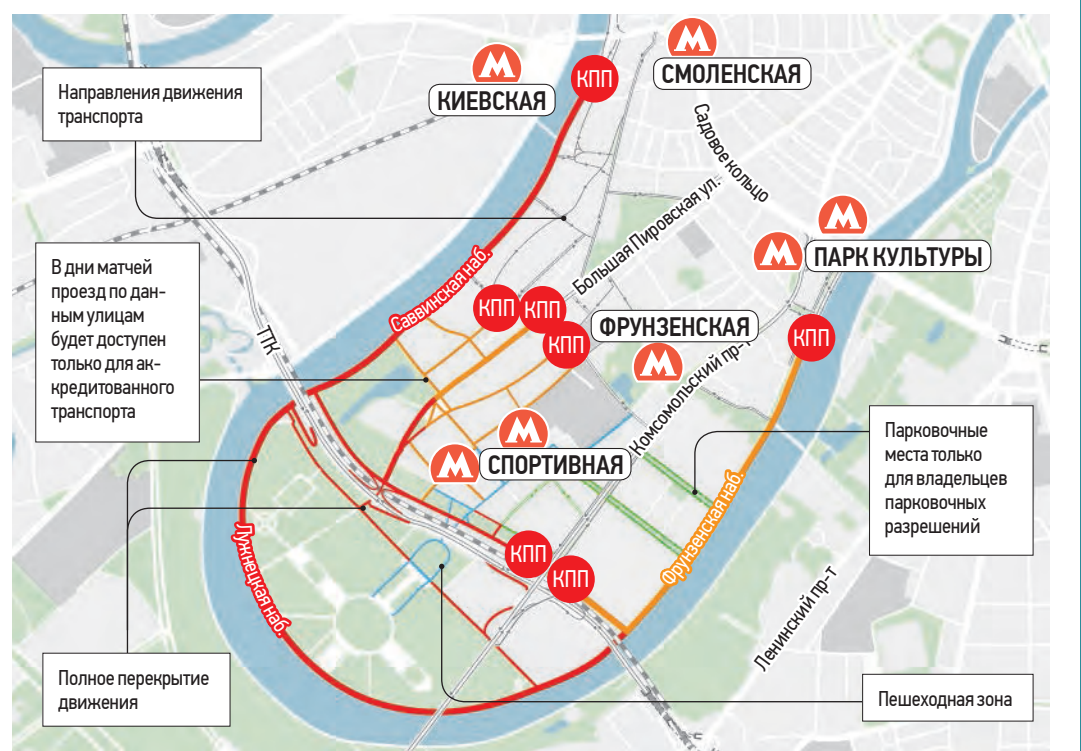 Направления движения
транспорта
М
КИЕВСКАЯ
КПП
М
СМОЛЕНСКАЯ
Садовое кольцо
Большая Пировская ул.
М
М
ПАРК КУЛЬТУРЫ
В дни матчей
проезд по дан-
ным улицам
будет доступен
только для ак-
кредитованного
транспорта
ТТК
Саввинская наб.
КПП
КПП
КПП
ФРУНЗЕНСКАЯ
М
КПП
Комсомольский пр-т
М
М
СПОРТИВНАЯ
Парковочные
места только
для владельцев
парковочных
разрешений
Фрунзенская наб.
КПП
КПП
Лужнецкая наб.
Ленинский пр-т
Полное перекрытие
движения
Пешеходная зона